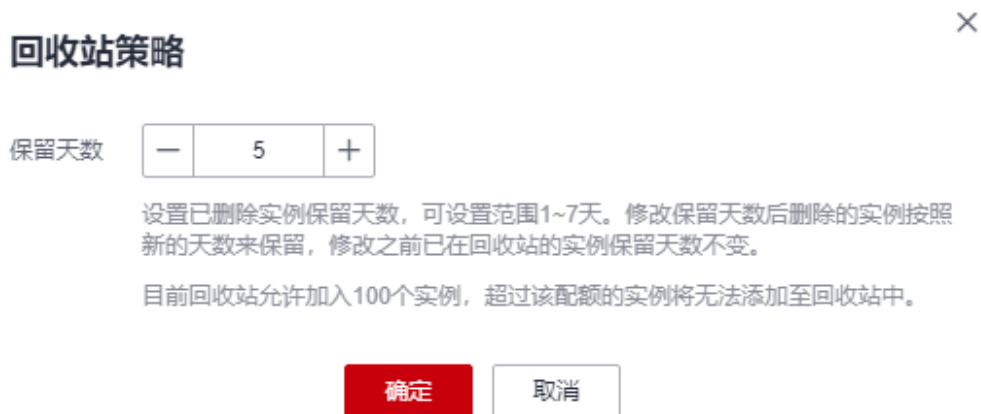 回收站策略
保留天数
5
设置已删除实例保留天数，可设置范围1~7天。修改保留天数后删除的实例按照
新的天数来保留，修改之前已在回收站的实例保留天数不变。
目前回收站允许加入100个实例，超过该配额的实例将无法添加至回收站中。
确定
取消